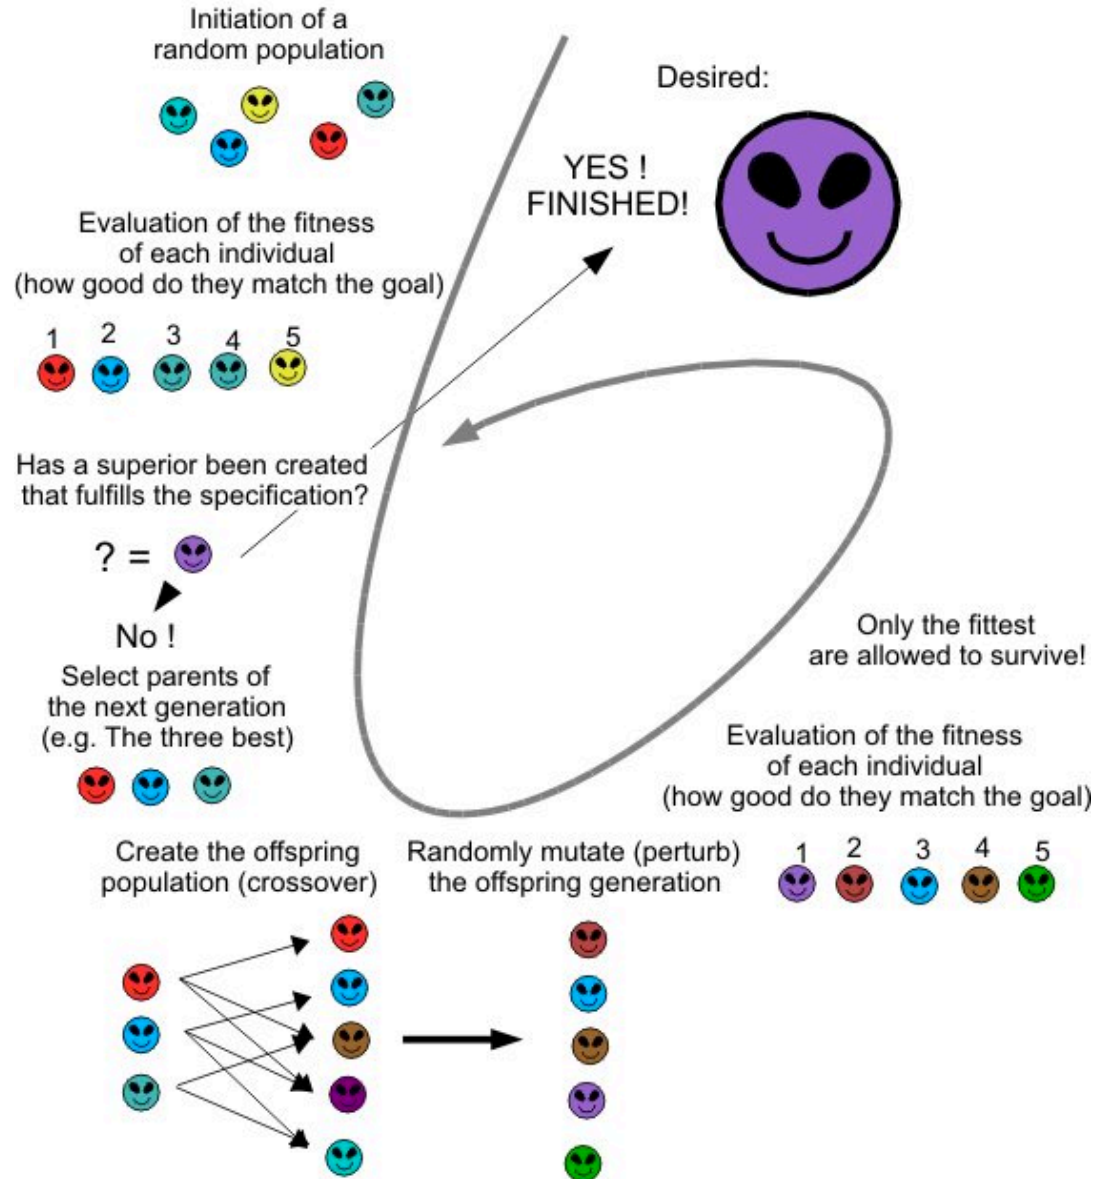 Initiation of a
random population
Evaluation of the fitness
of each individual
(how good do they match the goal)
1 2 3 4 5
Has a superior been created
that fulfills the specification?
? =
No !
Select parents of
the next generation
(e.g. The three best)
Create the offspring
population (crossover)
Randomly mutate (perturb)
the offspring generation
Evaluation of the fitness
of each individual
(how good do they match the goal)
1 2 3 4 5
Only the fittest
are allowed to survive!
YES !
FINISHED!
Desired: